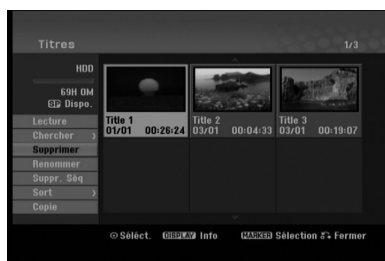 Titres
1/3
HDD
69H 0M
SP Dispo.
Lecture
Chercher
Supprimer
Renommer
Suppr. Séq
Sort
Copie
Title 1
01/01 00:26:24
Title 2
03/01 00:04:33
Title 3
03/01 00:19:07
Séléct. DISPLAY Info MARKER Sélection Fermer